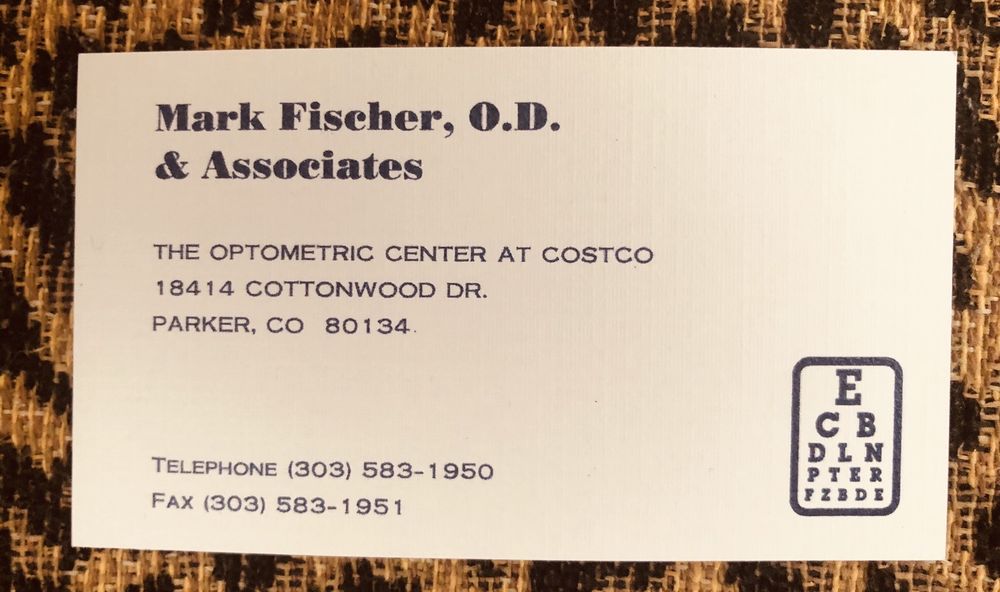 Mark Fischer, O.D.
& Associates
THE OPTOMETRIC CENTER AT COSTCO
18414 COTTONWOOD DR.
PARKER, CO 80134
TELEPHONE (303) 583-1950
FAX (303) 583-1951
E
C B
D L N
P T E R
F Z B D E